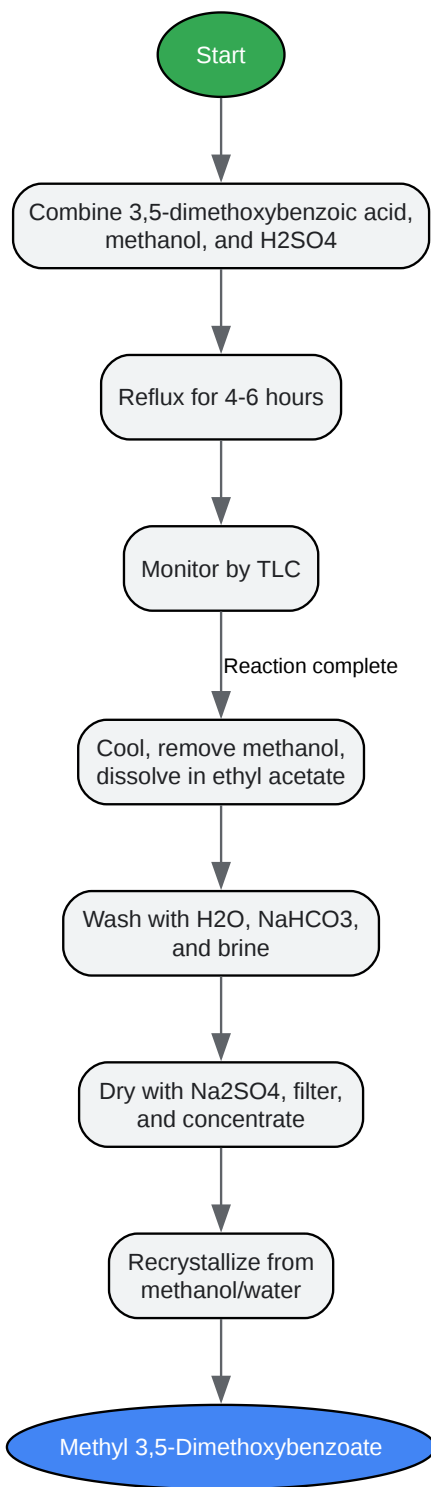 Start
Combine 3,5-dimethoxybenzoic acid,
methanol, and H2SO4
Reflux for 4-6 hours
Monitor by TLC
Reaction complete
Cool, remove methanol,
dissolve in ethyl acetate
Wash with H2O, NaHCO3,
and brine
Dry with Na2SO4, filter,
and concentrate
Recrystallize from
methanol/water
Methyl 3,5-Dimethoxybenzoate